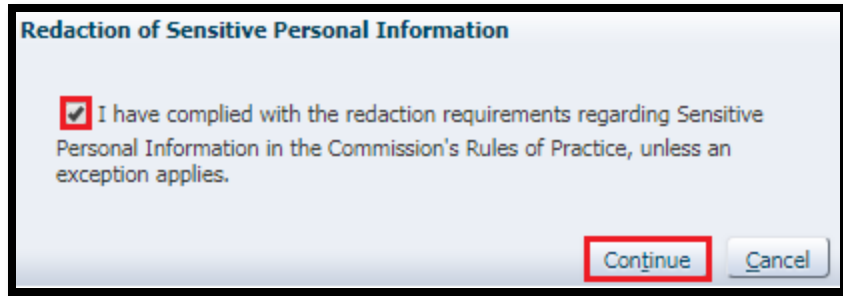 Redaction of Sensitive Personal Information
I have complied with the redaction requirements regarding Sensitive
Personal Information in the Commission's Rules of Practice, unless an
exception applies.
Continue Cancel